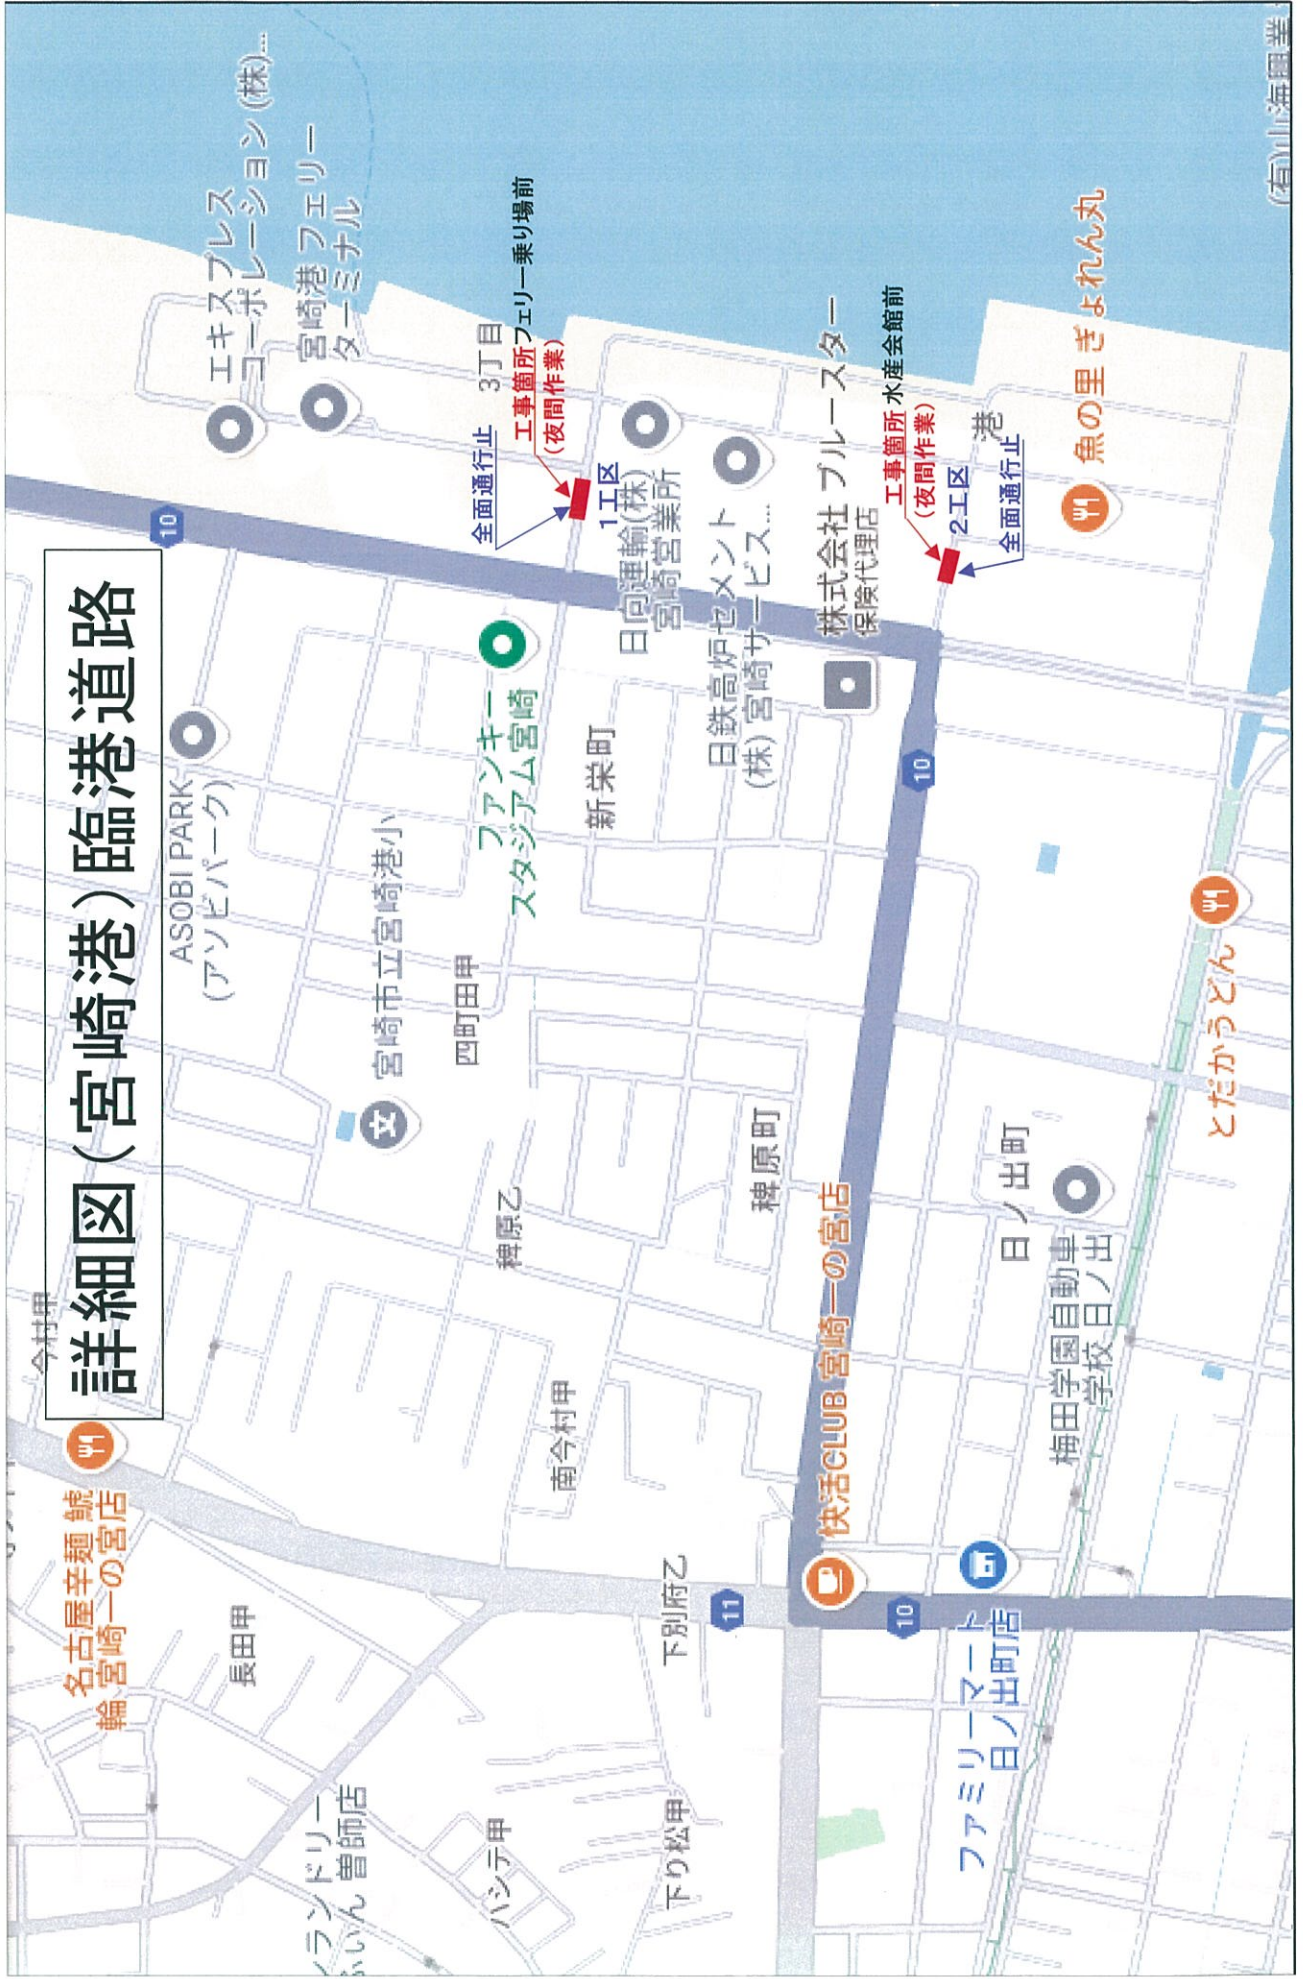 詳細図(宮崎港)臨港道路
今村甲
名古屋辛麺 鯱
輪 宮崎一の宮店
長田甲
ASOBI PARK
(アソビパーク)
10
エキスプレス
コーポレーション (株)...
宮崎港フェリー
ターミナル
宮崎市立宮崎港小
四町田甲
稗原乙
南今村甲
ファンキー
スタジアム宮崎
新栄町
3丁目
全面通行止
工事箇所フェリー乗り場前
(夜間作業)
1工区
日向運輸(株)
宮崎営業所
日鉄高炉セメント
(株) 宮崎サービス...
株式会社 ブルースター
保険代理店
工事箇所 水産会館前
(夜間作業)
2工区
全面通行止
港
魚の里 ぎょれん丸
(有)山海興業
曽師店
ハシテ甲
下り松甲
下別府乙
11
稗原町
快活CLUB 宮崎一の宮店
10
10
ファミリーマート
日ノ出町店
日ノ出町
梅田学園自動車
学校 日ノ出
とだかうどん